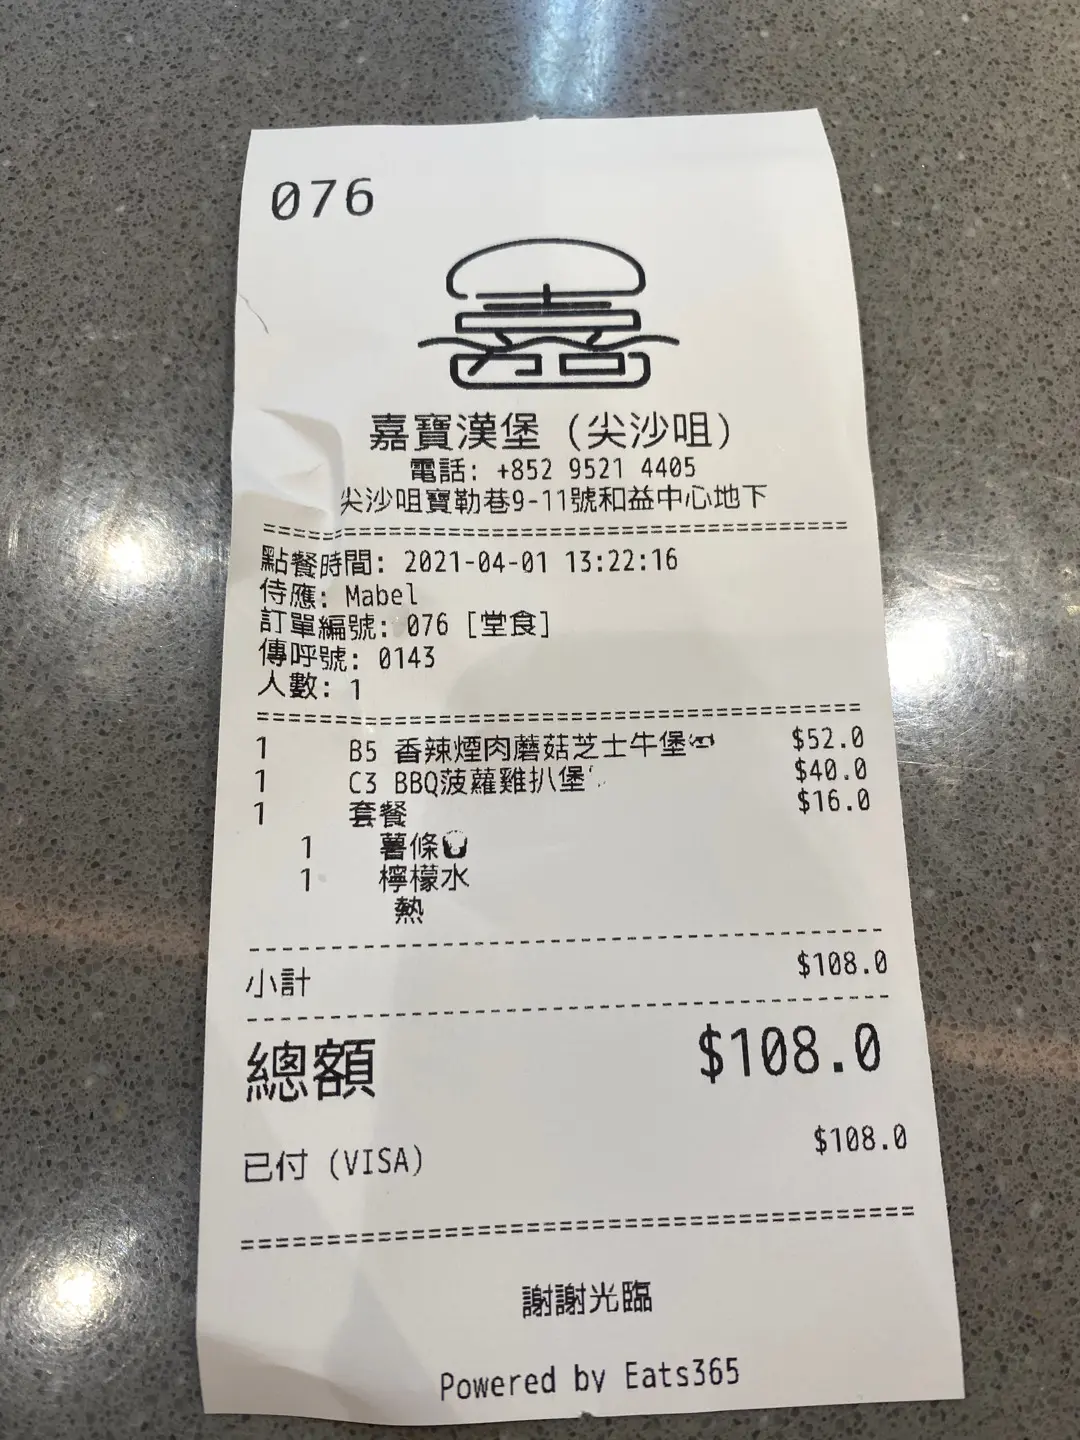 076
嘉寶漢堡 (尖沙咀)
電話: +852 9521 4405
尖沙咀寶勒巷9-11號和益中心地下
點餐時間: 2021-04-01 13:22:16
侍應: Mabel
訂單編號: 076 [堂食]
傳呼號: 0143
人數: 1
1 B5 香辣煙肉蘑菇芝士牛堡 $52.0
1 C3 BBQ菠蘿雞扒堡 $40.0
1 套餐 $16.0
1 薯條
1 檸檬水
熱
小計 $108.0
總額 $108.0
已付 (VISA) $108.0
謝謝光臨
Powered by Eats365